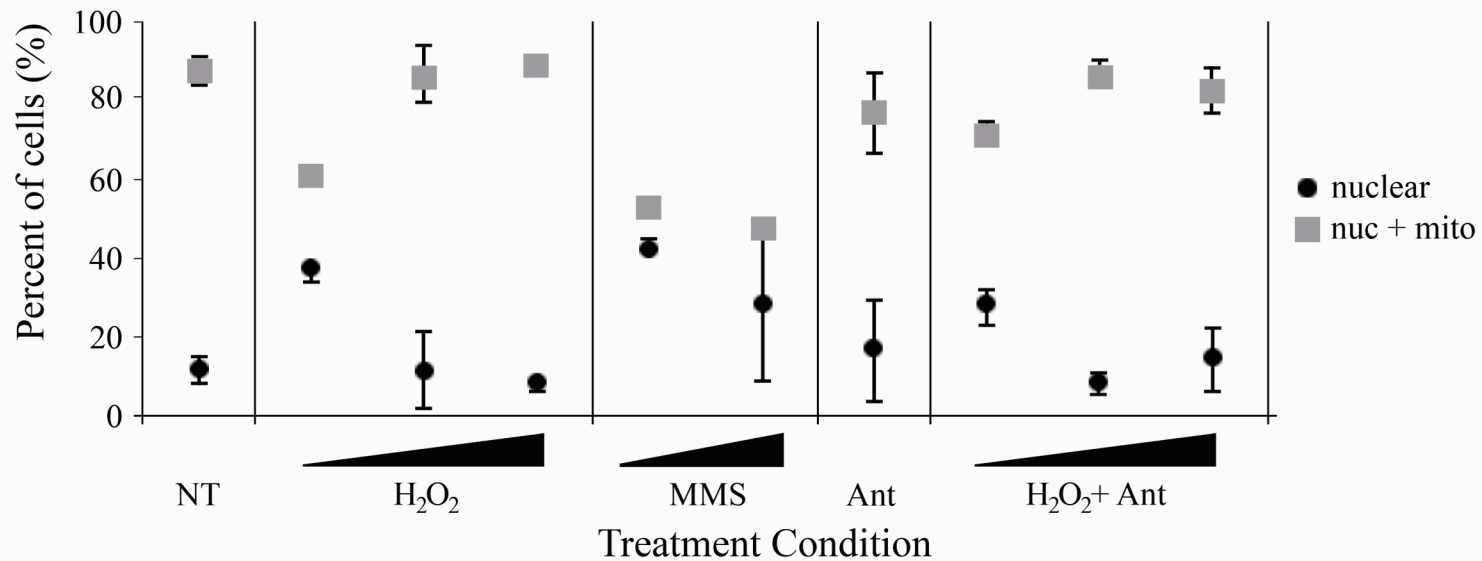 Percent of cells (%)
100
80
60
40
20
0
nuclear
nuc + mito
NT
H₂O₂
MMS
Ant
H₂O₂+ Ant
Treatment Condition